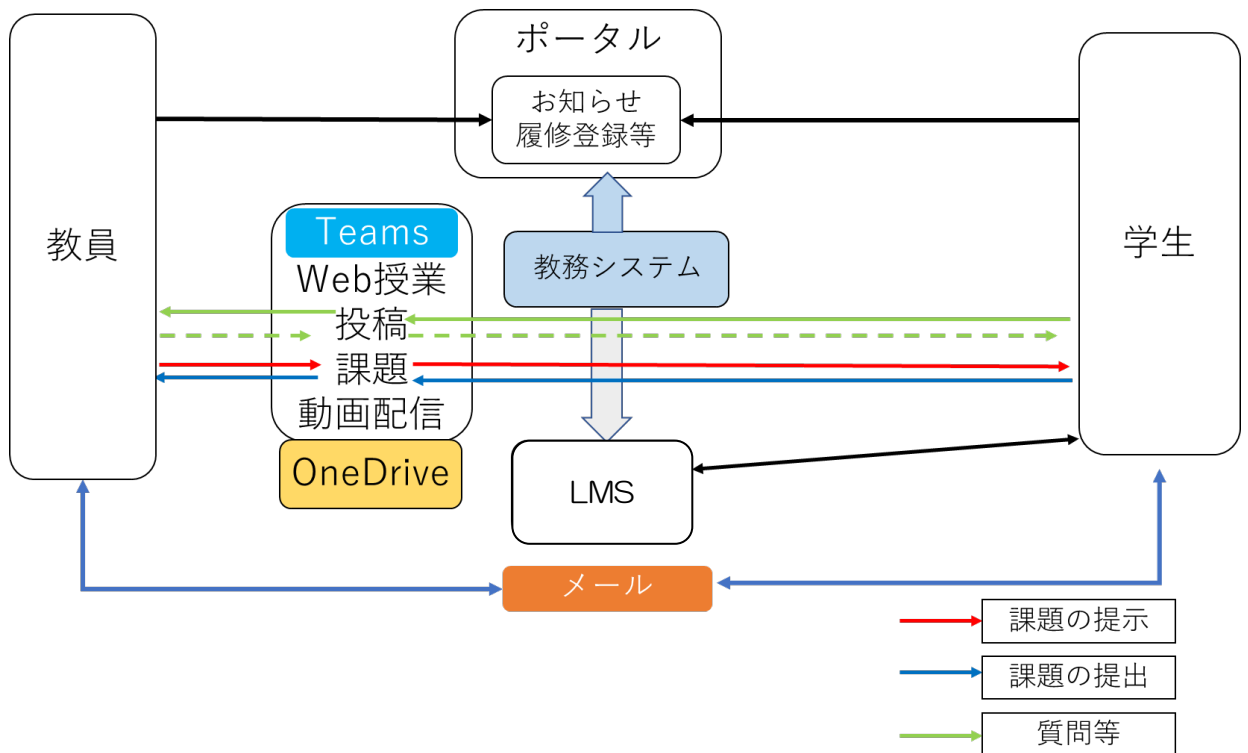 ポータル
お知らせ
履修登録等
教員
学生
Teams
Web授業
投稿
課題
動画配信
OneDrive
教務システム
LMS
メール
課題の提示
課題の提出
質問等